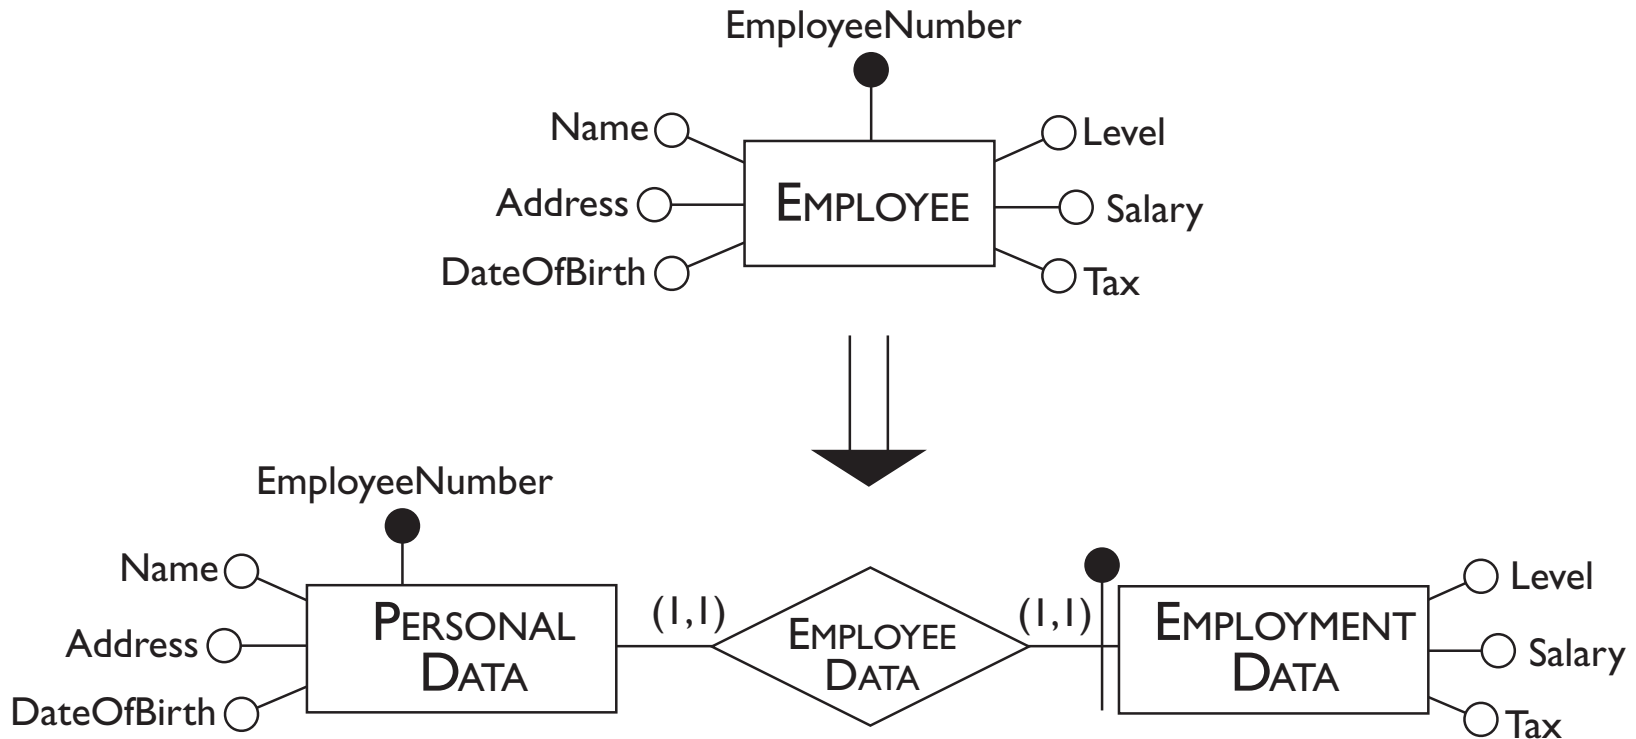 EmployeeNumber
Name
Level
Address
EMPLOYEE
Salary
DateOfBirth
Tax
EmployeeNumber
Name
Level
(1,1)
(1,1)
PERSONAL
DATA
EMPLOYEE
DATA
EMPLOYMENT
DATA
Address
Salary
DateOfBirth
Tax